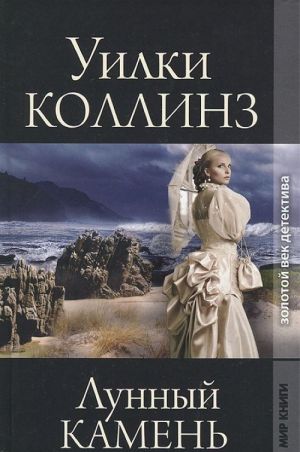 Уилки
КОЛЛИНЗ
золотой век детектива
Лунный
КАМЕНЬ
МИР КНИГИ